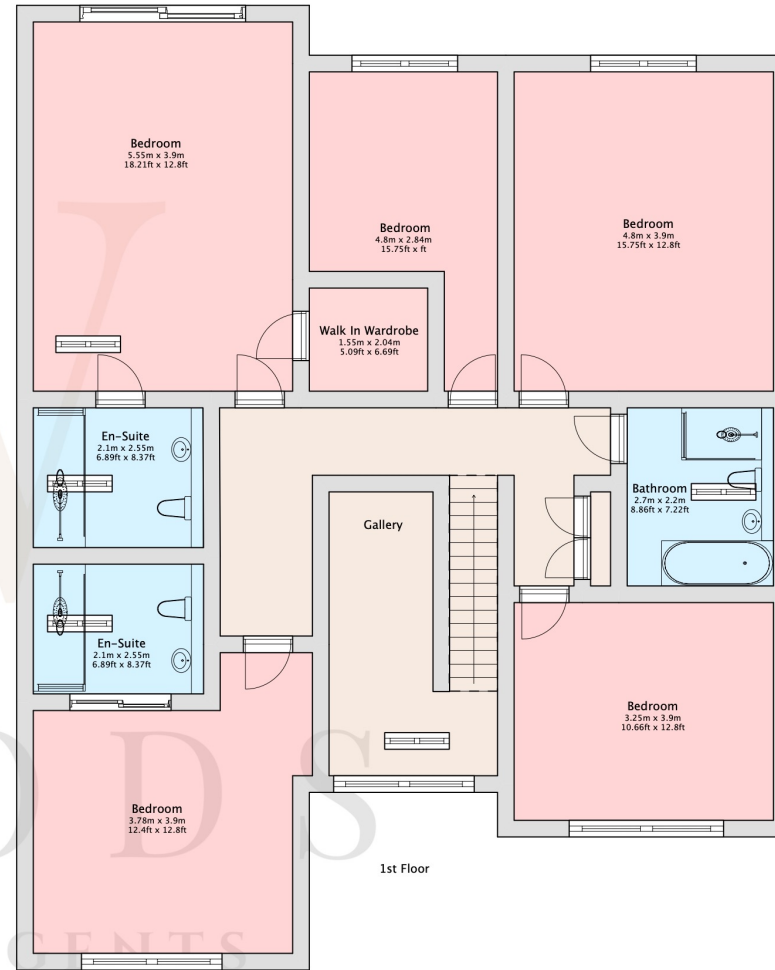 Bedroom
5.55m x 3.9m
18.21ft x 12.8ft
Bedroom
4.8m x 2.84m
15.75ft x ft
Bedroom
4.8m x 3.9m
15.75ft x 12.8ft
Walk In Wardrobe
1.55m x 2.04m
5.09ft x 6.69ft
En-Suite
2.1m x 2.55m
6.89ft x 8.37ft
Bathroom
2.7m x 2.2m
8.86ft x 7.22ft
Gallery
En-Suite
2.1m x 2.55m
6.89ft x 8.37ft
Bedroom
3.25m x 3.9m
10.66ft x 12.8ft
Bedroom
3.78m x 3.9m
12.4ft x 12.8ft
1st Floor
W
ODS
GENTS